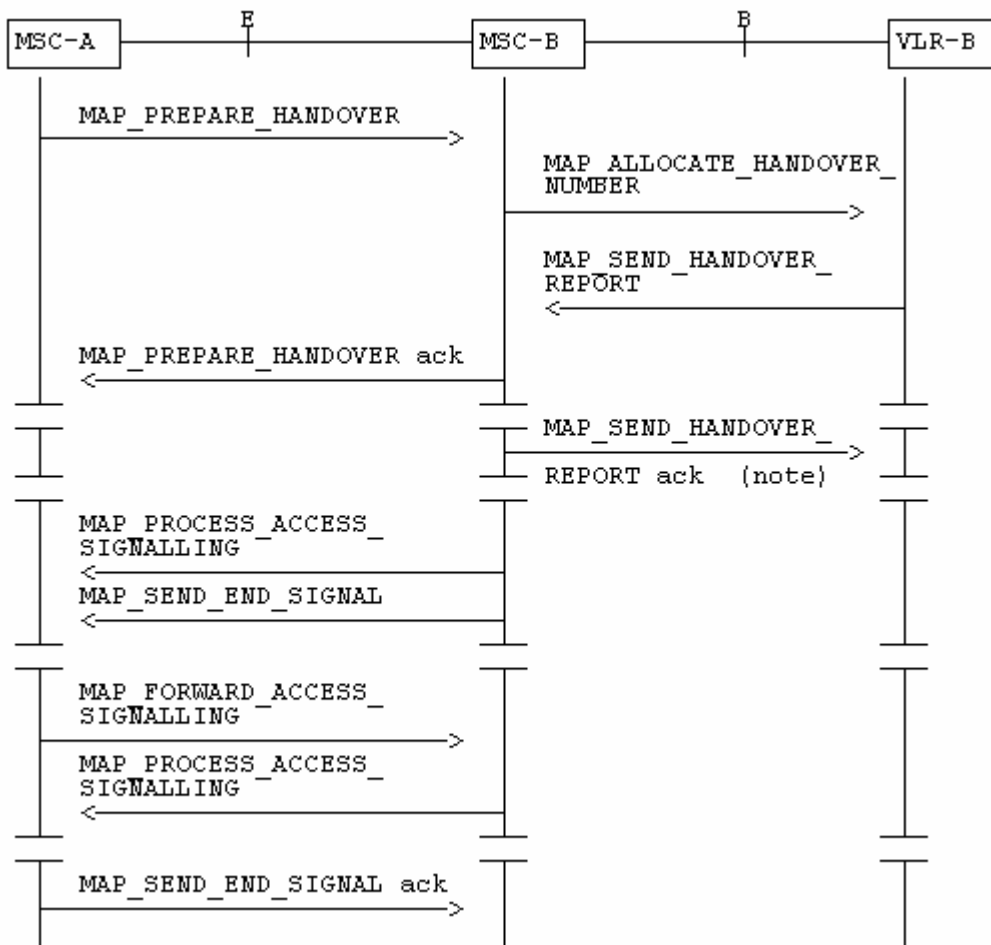 E
B
MSC-A
MSC-B
VLR-B
MAP_PREPARE_HANDOVER
MAP_ALLOCATE_HANDOVER_
NUMBER
MAP_SEND_HANDOVER_
REPORT
MAP_PREPARE_HANDOVER ack
MAP_SEND_HANDOVER_
REPORT ack (note)
MAP_PROCESS_ACCESS_
SIGNALLING
MAP_SEND_END_SIGNAL
MAP_FORWARD_ACCESS_
SIGNALLING
MAP_PROCESS_ACCESS_
SIGNALLING
MAP_SEND_END_SIGNAL ack